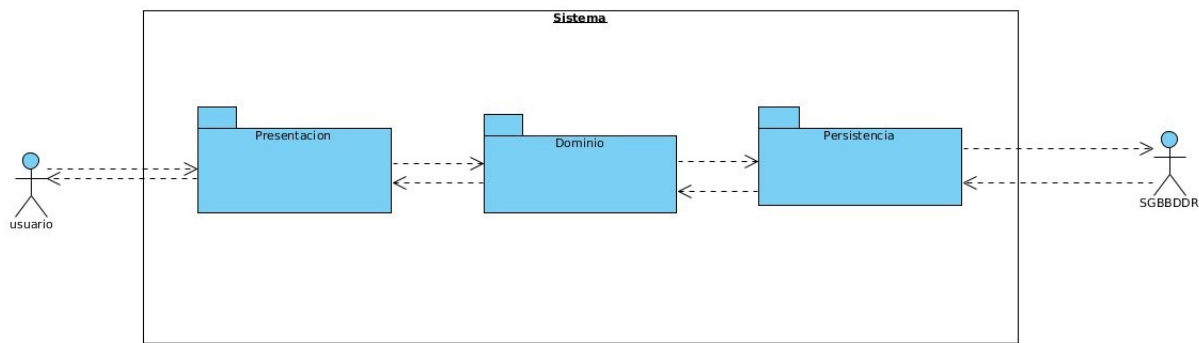 Sistema
Presentacion
Dominio
Persistencia
usuario
SGBBDDR